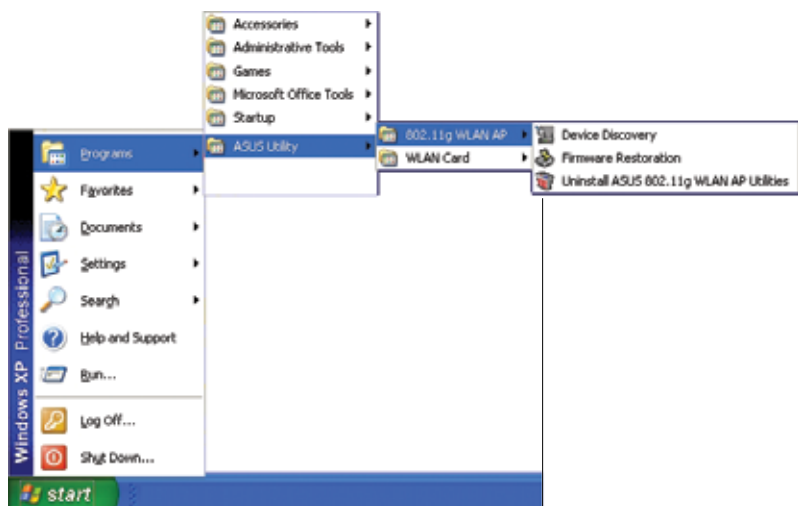 Accessories
Administrative Tools
Games
Microsoft Office Tools
Startup
ASUS Utility
802.11g WLAN AP
WLAN Card
Device Discovery
Firmware Restoration
Uninstall ASUS 802.11g WLAN AP Utilities
Programs
Favorites
Documents
Settings
Search
Help and Support
Run...
Log Off...
Shut Down...
Windows XP Professional
start